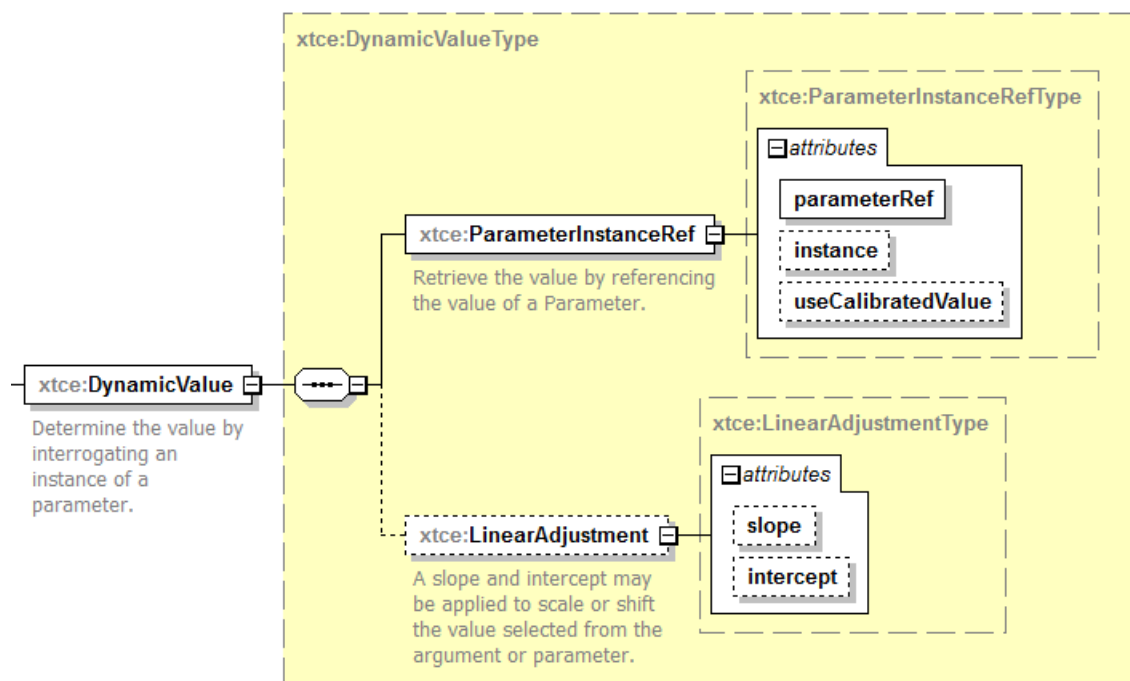 xtce:DynamicValueType
xtce:ParameterInstanceRefType
attributes
parameterRef
instance
useCalibratedValue
xtce:ParameterInstanceRef
Retrieve the value by referencing
the value of a Parameter.
xtce:DynamicValue
Determine the value by
interrogating an
instance of a
parameter.
xtce:LinearAdjustmentType
attributes
slope
intercept
xtce:LinearAdjustment
A slope and intercept may
be applied to scale or shift
the value selected from the
argument or parameter.